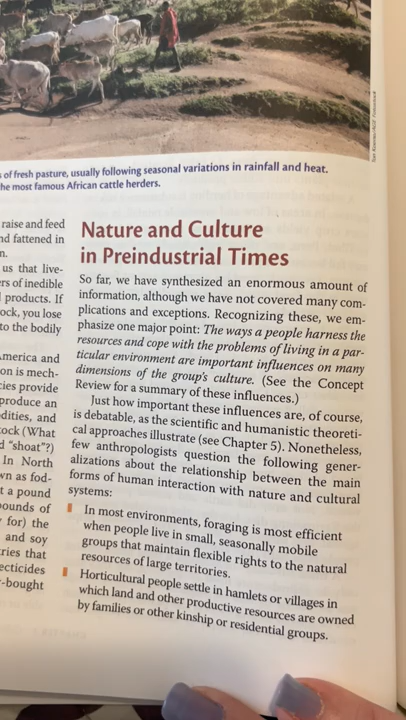 s of fresh pasture, usually following seasonal variations in rainfall and heat.
he most famous African cattle herders.
raise and feed
nd fattened in
n.
us that live-
ers of inedible
l products. If
ock, you lose
to the bodily
America and
on is mech-
cies provide
produce an
dities, and
tock (What
d "shoat"?)
In North
wn as fod-
t a pound
pounds of
for) the
and soy
ries that
ecticides
-bought
Nature and Culture
in Preindustrial Times
So far, we have synthesized an enormous amount of
information, although we have not covered many com-
plications and exceptions. Recognizing these, we em-
phasize one major point: The ways a people harness the
resources and cope with the problems of living in a par-
ticular environment are important influences on many
dimensions of the group's culture. (See the Concept
Review for a summary of these influences.)
Just how important these influences are, of course,
is debatable, as the scientific and humanistic theoreti-
cal approaches illustrate (see Chapter 5). Nonetheless,
few anthropologists question the following gener-
alizations about the relationship between the main
forms of human interaction with nature and cultural
systems:
In most environments, foraging is most efficient
when people live in small, seasonally mobile
groups that maintain flexible rights to the natural
resources of large territories.
Horticultural people settle in hamlets or villages in
which land and other productive resources are owned
by families or other kinship or residential groups.